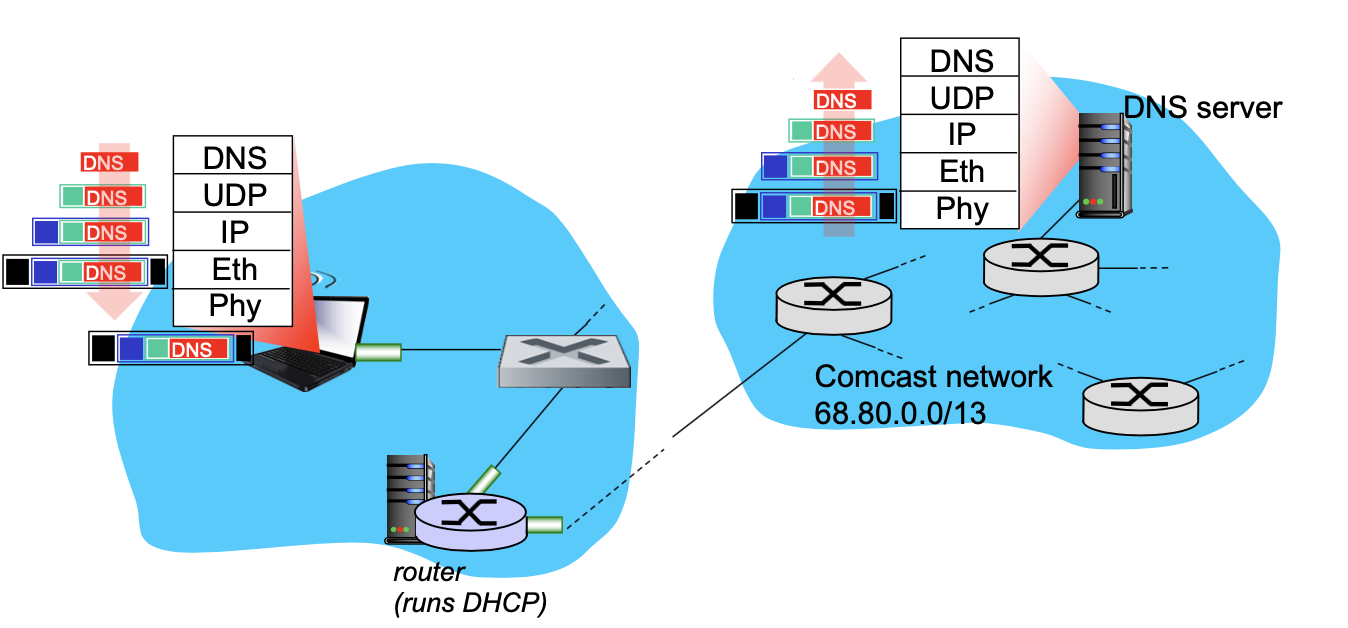 DNS
DNS
DNS
DNS
DNS
DNS
UDP
IP
Eth
Phy
router
(runs DHCP)
DNS
DNS
DNS
DNS
DNS
UDP
IP
Eth
Phy
DNS server
Comcast network
68.80.0.0/13